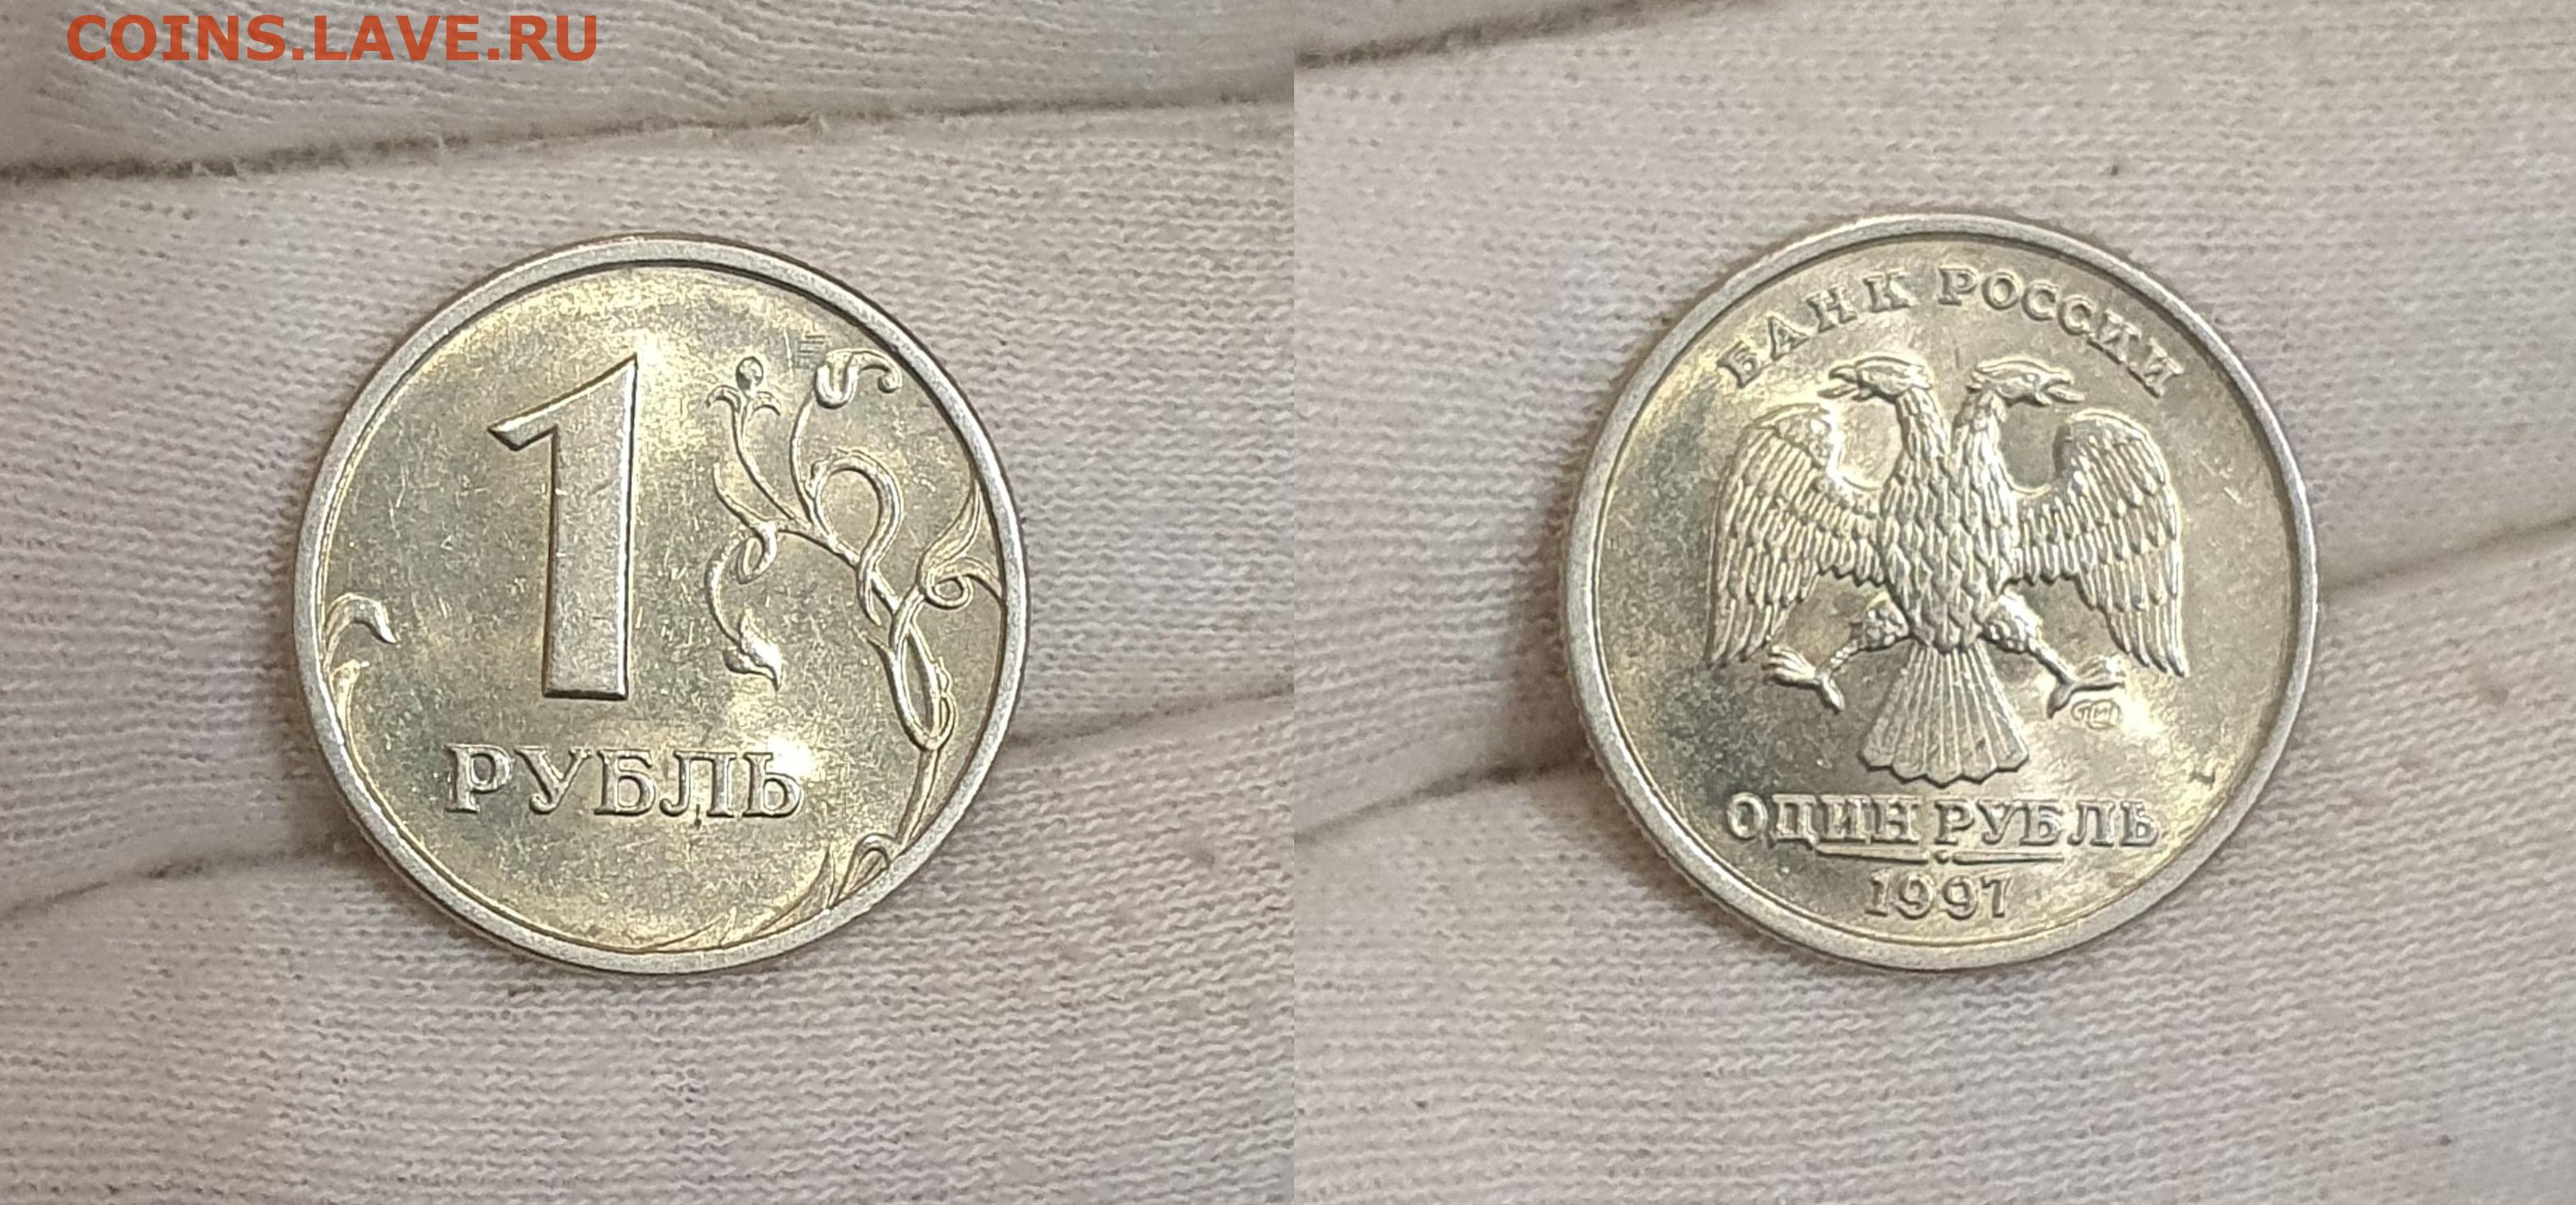 COINS.LAVE.RU
1
РУБЛЬ
БАНК РОССИИ
ОДИН РУБЛЬ
1997